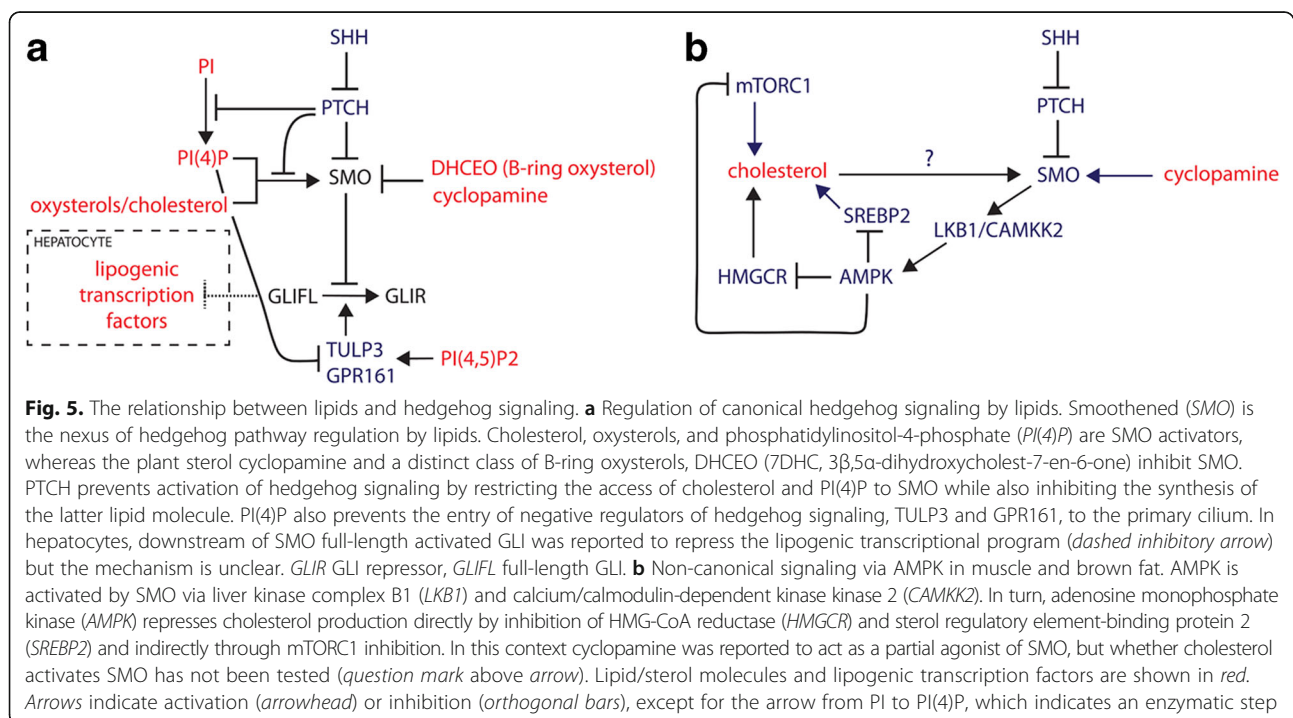 a
SHH
PI
PTCH
PI(4)P
SMO
DHCEO (B-ring oxysterol)
cyclopamine
oxysterols/cholesterol
HEPATOCYTE
lipogenic
transcription
factors
GLIFL
GLIR
TULP3
GPR161
PI(4,5)P2
b
SHH
mTORC1
PTCH
cholesterol
?
SMO
cyclopamine
SREBP2
LKB1/CAMKK2
HMGCR
AMPK
Fig. 5. The relationship between lipids and hedgehog signaling. a Regulation of canonical hedgehog signaling by lipids. Smoothened (SMO) is
the nexus of hedgehog pathway regulation by lipids. Cholesterol, oxysterols, and phosphatidylinositol-4-phosphate (PI(4)P) are SMO activators,
whereas the plant sterol cyclopamine and a distinct class of B-ring oxysterols, DHCEO (7DHC, 3β,5α-dihydroxycholest-7-en-6-one) inhibit SMO.
PTCH prevents activation of hedgehog signaling by restricting the access of cholesterol and PI(4)P to SMO while also inhibiting the synthesis of
the latter lipid molecule. PI(4)P also prevents the entry of negative regulators of hedgehog signaling, TULP3 and GPR161, to the primary cilium. In
hepatocytes, downstream of SMO full-length activated GLI was reported to repress the lipogenic transcriptional program (dashed inhibitory arrow)
but the mechanism is unclear. GLIR GLI repressor, GLIFL full-length GLI. b Non-canonical signaling via AMPK in muscle and brown fat. AMPK is
activated by SMO via liver kinase complex B1 (LKB1) and calcium/calmodulin-dependent kinase kinase 2 (CAMKK2). In turn, adenosine monophosphate
kinase (AMPK) represses cholesterol production directly by inhibition of HMG-CoA reductase (HMGCR) and sterol regulatory element-binding protein 2
(SREBP2) and indirectly through mTORC1 inhibition. In this context cyclopamine was reported to act as a partial agonist of SMO, but whether cholesterol
activates SMO has not been tested (question mark above arrow). Lipid/sterol molecules and lipogenic transcription factors are shown in red.
Arrows indicate activation (arrowhead) or inhibition (orthogonal bars), except for the arrow from PI to PI(4)P, which indicates an enzymatic step